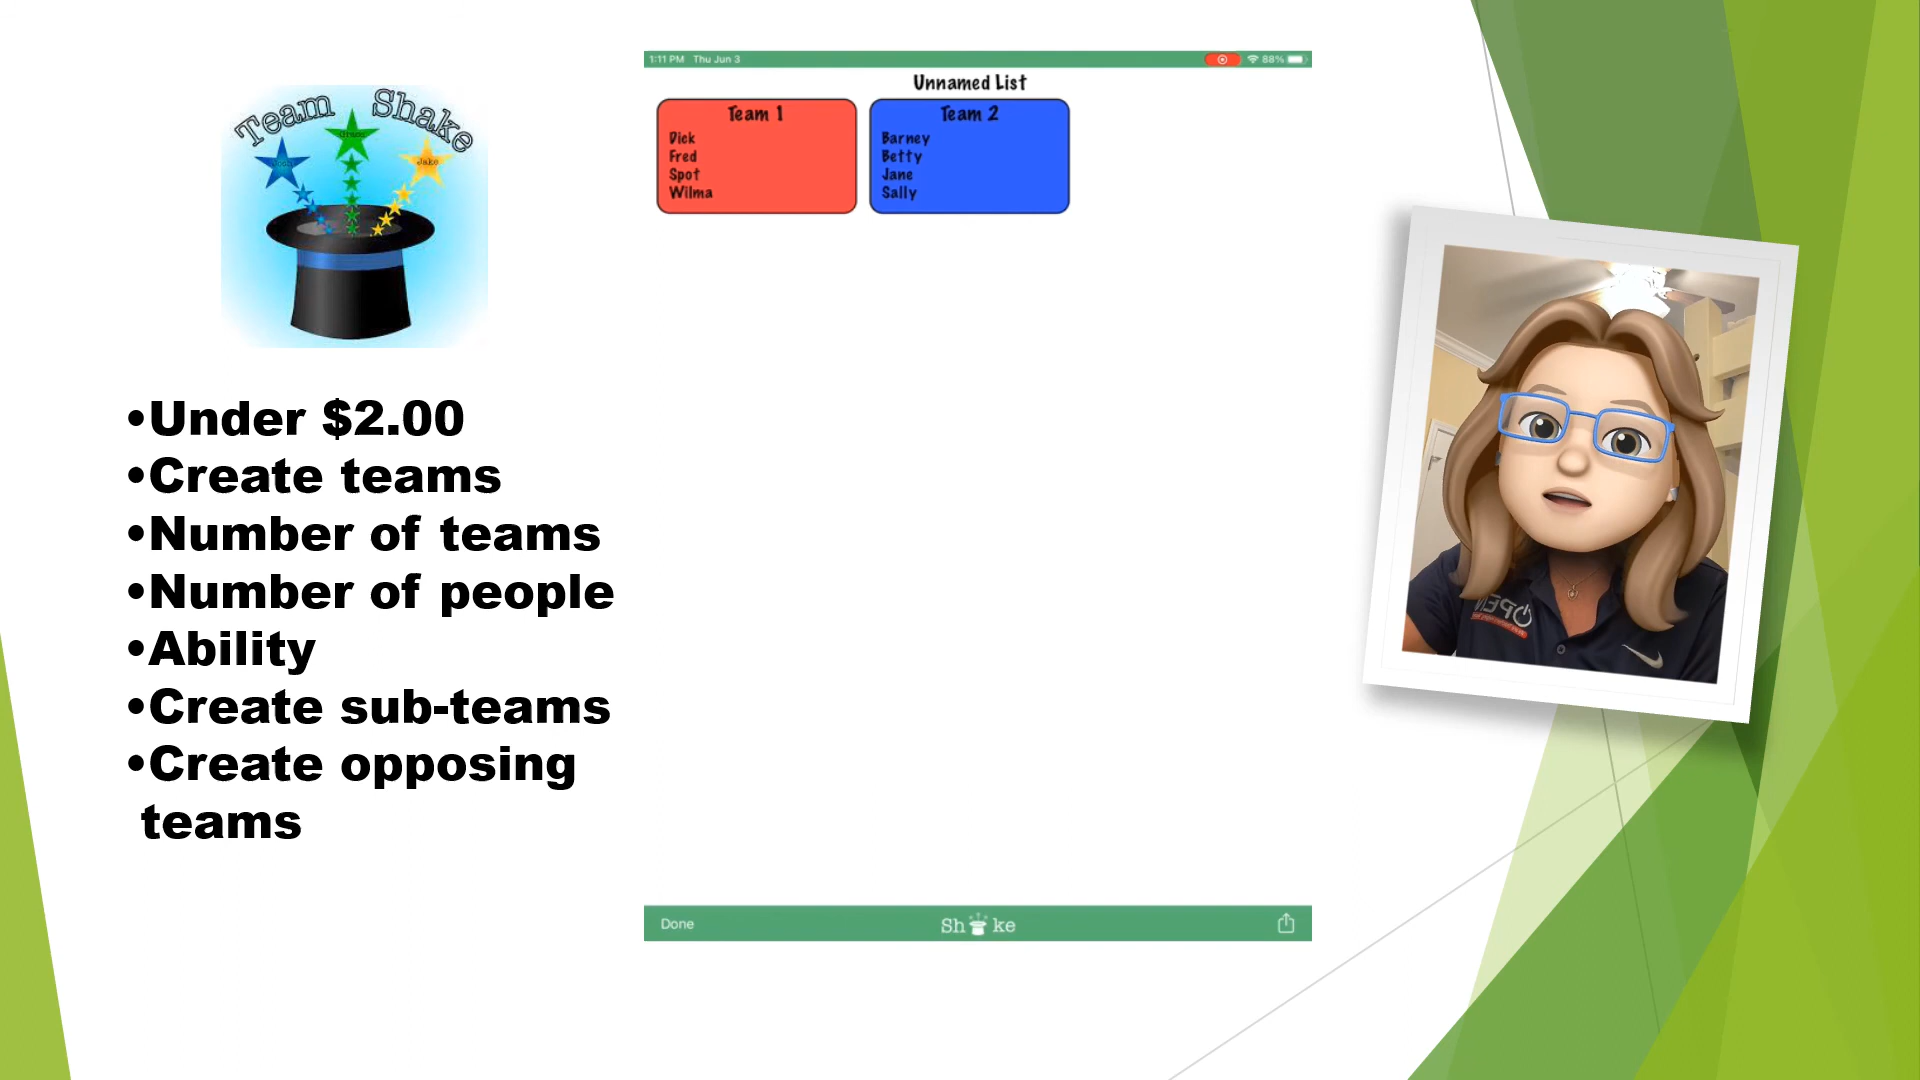 Team Shake
Jake
•Under $2.00
•Create teams
•Number of teams
•Number of people
•Ability
•Create sub-teams
•Create opposing
teams
1:11 PM Thu Jun 3
88%
Unnamed List
Team 1
Dick
Fred
Spot
Wilma
Team 2
Barney
Betty
Jane
Sally
Done
Sh ke
OPEN